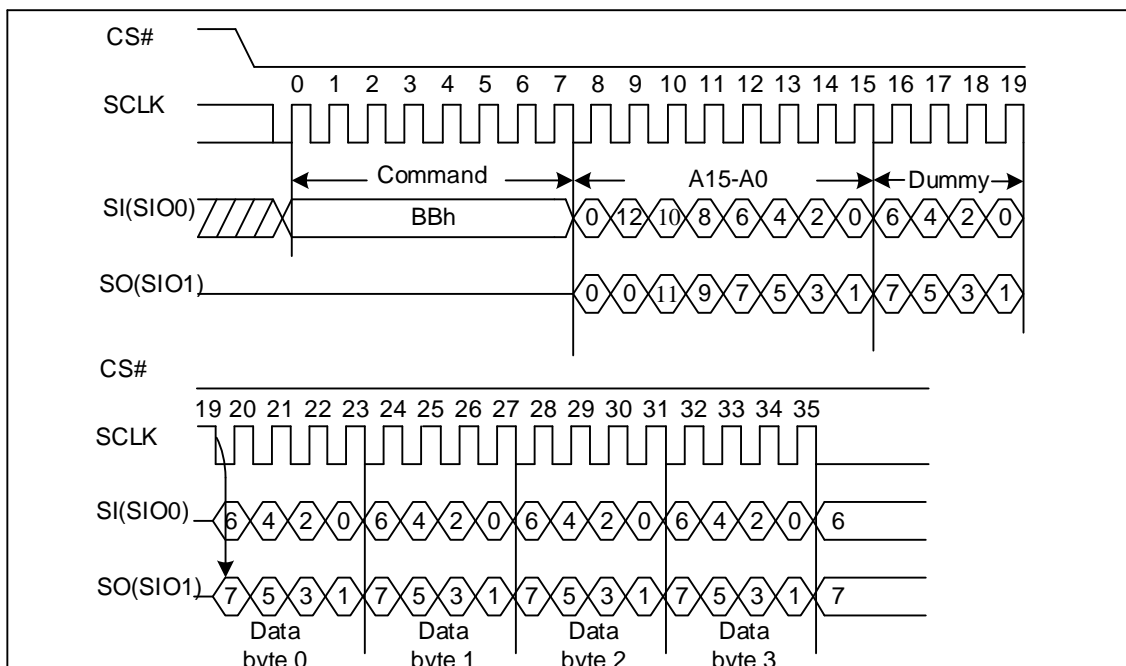 CS#
0 1 2 3 4 5 6 7 8 9 10 11 12 13 14 15 16 17 18 19
SCLK
Command A15-A0 Dummy
SI(SIO0) BBh 0 12 10 8 6 4 2 0 6 4 2 0
SO(SIO1) 0 0 11 9 7 5 3 1 7 5 3 1
CS#
19 20 21 22 23 24 25 26 27 28 29 30 31 32 33 34 35
SCLK
SI(SIO0) 6 4 2 0 6 4 2 0 6 4 2 0 6 4 2 0 6
SO(SIO1) 7 5 3 1 7 5 3 1 7 5 3 1 7 5 3 1 7
Data Data Data Data
byte 0 byte 1 byte 2 byte 3